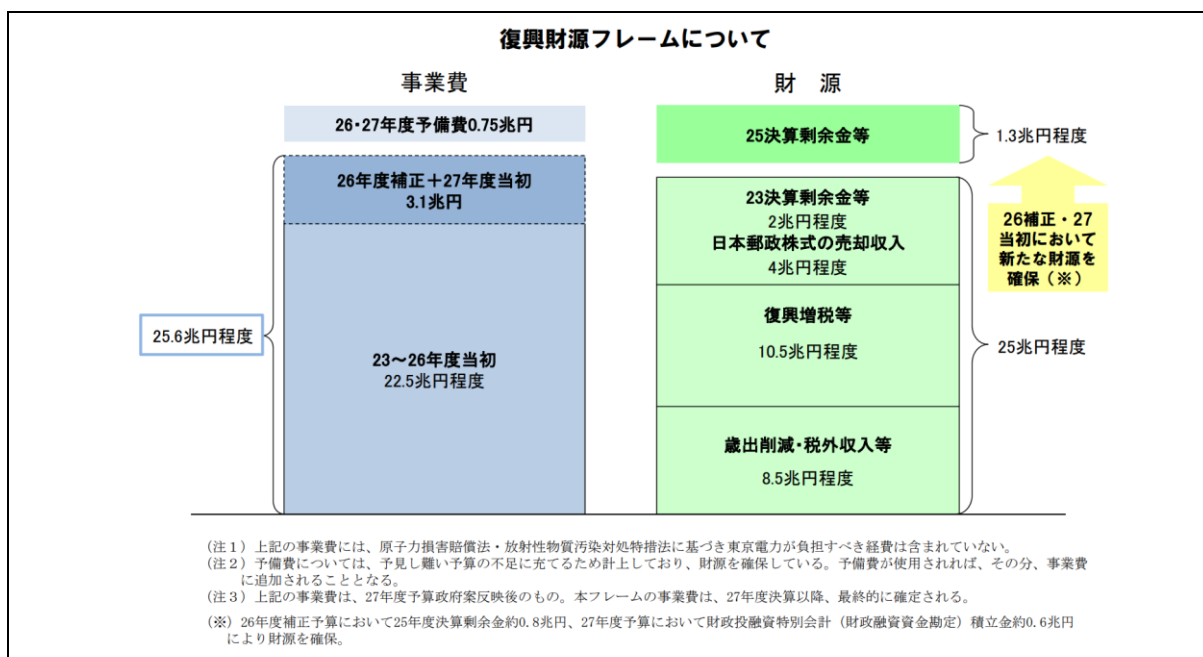 復興財源フレームについて
事業費
財 源
26・27年度予備費0.75兆円
26年度補正＋27年度当初
3.1兆円
25.6兆円程度
23～26年度当初
22.5兆円程度
25決算剰余金等
1.3兆円程度
23決算剰余金等
2兆円程度
日本郵政株式の売却収入
4兆円程度
26補正・27
当初において
新たな財源を
確保（※）
復興増税等
10.5兆円程度
25兆円程度
歳出削減・税外収入等
8.5兆円程度
（注１）上記の事業費には、原子力損害賠償法・放射性物質汚染対処特措法に基づき東京電力が負担すべき経費は含まれていない。
（注２）予備費については、予見し難い予算の不足に充てるため計上しており、財源を確保している。予備費が使用されれば、その分、事業費
に追加されることとなる。
（注３）上記の事業費は、27年度予算政府案反映後のもの。本フレームの事業費は、27年度決算以降、最終的に確定される。
（※）26年度補正予算において25年度決算剰余金約0.8兆円、27年度予算において財政投融資特別会計（財政融資資金勘定）積立金約0.6兆円
により財源を確保。